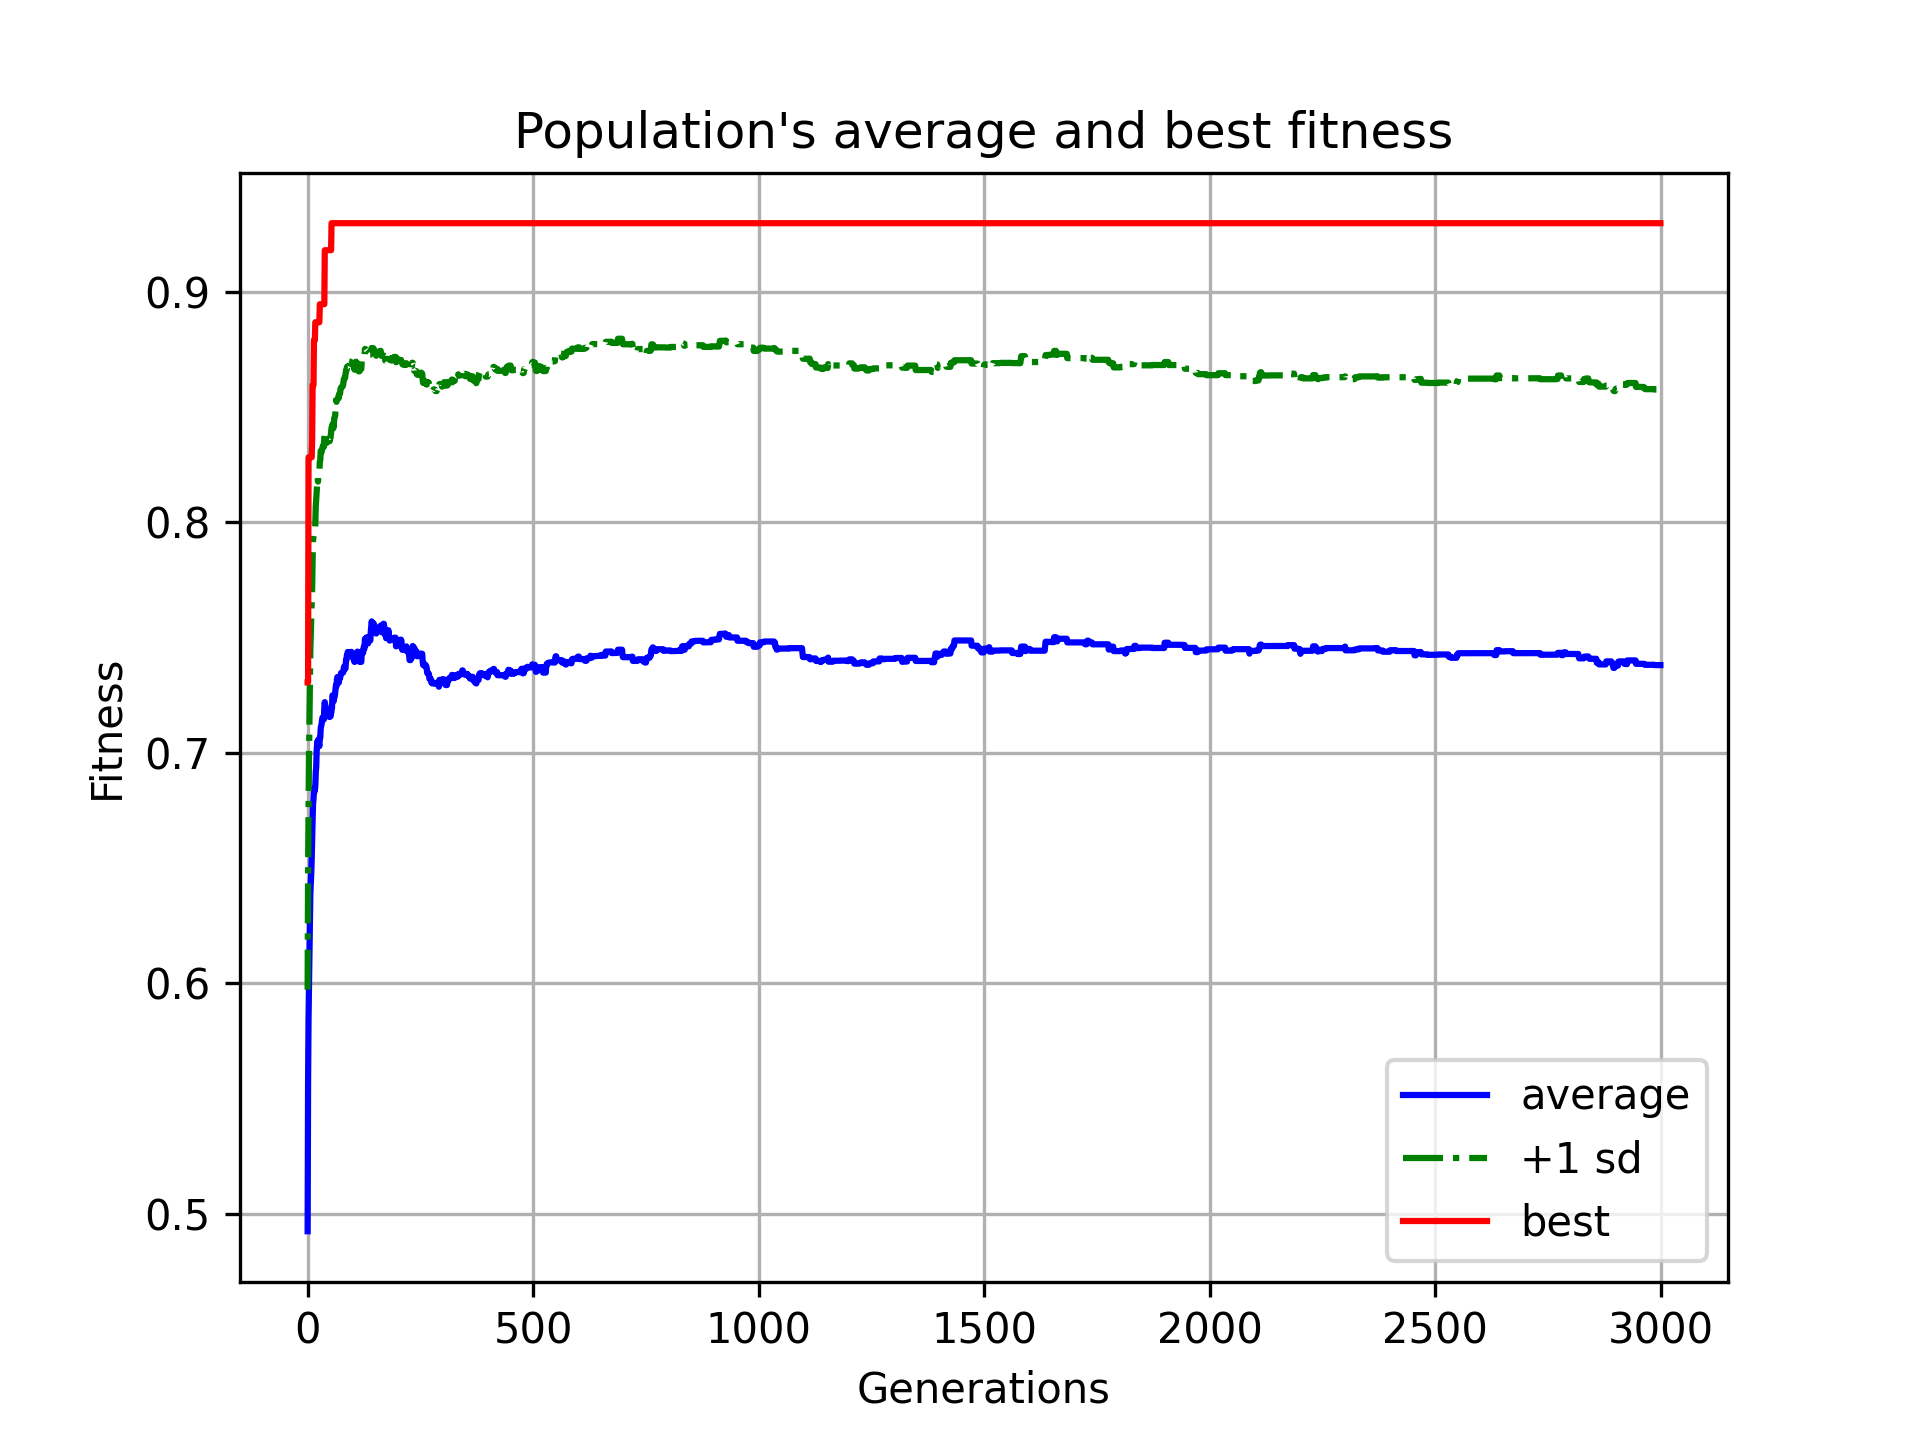 Population's average and best fitness
0.9
0.8
0.7
0.6
0.5
Fitness
0 500 1000 1500 2000 2500 3000
Generations
average
+1 sd
best